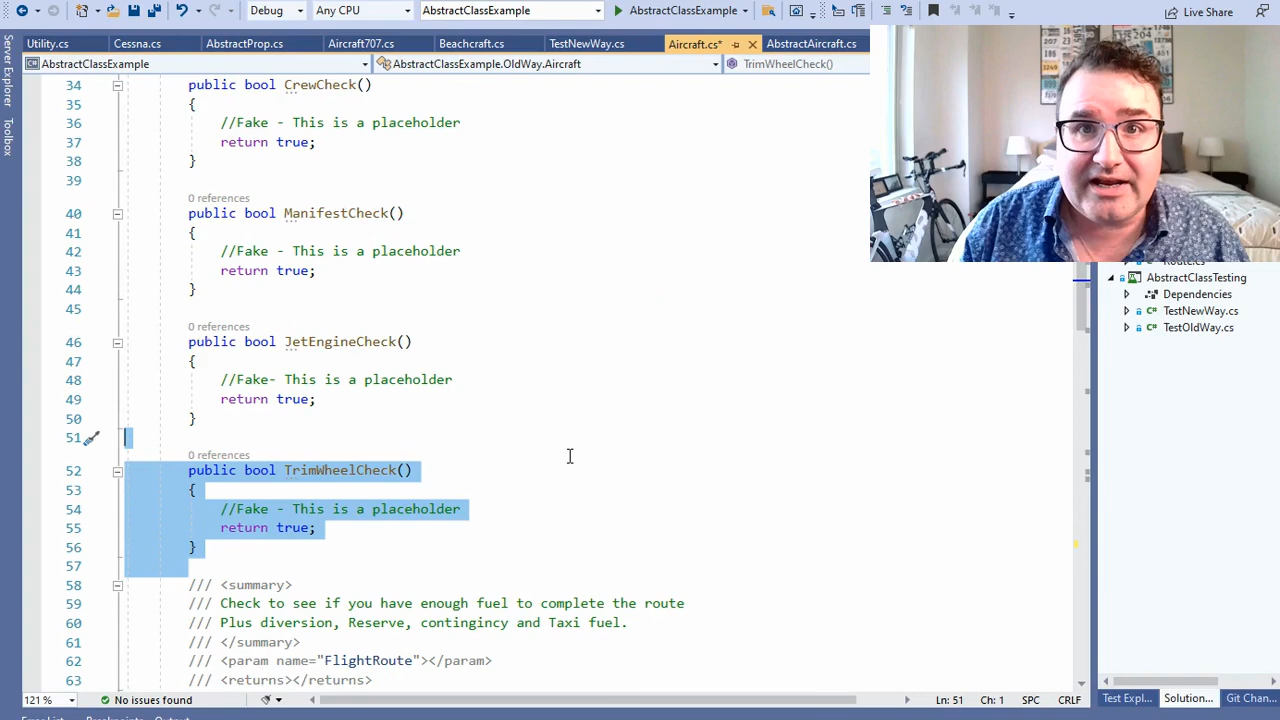 Debug
Any CPU
AbstractClassExample
AbstractClassExample
Live Share
Utility.cs
Cessna.cs
AbstractProp.cs
Aircraft707.cs
Beachcraft.cs
TestNewWay.cs
Aircraft.cs*
AbstractAircraft.cs
AbstractClassExample
AbstractClassExample.OldWay.Aircraft
TrimWheelCheck()
Server Explorer
Toolbox
34 public bool CrewCheck()
35 {
36 //Fake - This is a placeholder
37 return true;
38 }
39
0 references
40 public bool ManifestCheck()
41 {
42 //Fake - This is a placeholder
43 return true;
44 }
45
0 references
46 public bool JetEngineCheck()
47 {
48 //Fake- This is a placeholder
49 return true;
50 }
51
0 references
52 public bool TrimWheelCheck()
53 {
54 //Fake - This is a placeholder
55 return true;
56 }
57
58 /// <summary>
59 /// Check to see if you have enough fuel to complete the route
60 /// Plus diversion, Reserve, contingincy and Taxi fuel.
61 /// </summary>
62 /// <param name="FlightRoute"></param>
63 /// <returns></returns>
Route.cs
AbstractClassTesting
Dependencies
TestNewWay.cs
TestOldWay.cs
121 %
No issues found
Ln: 51
Ch: 1
SPC
CRLF
Test Expl...
Solution...
Git Chan...